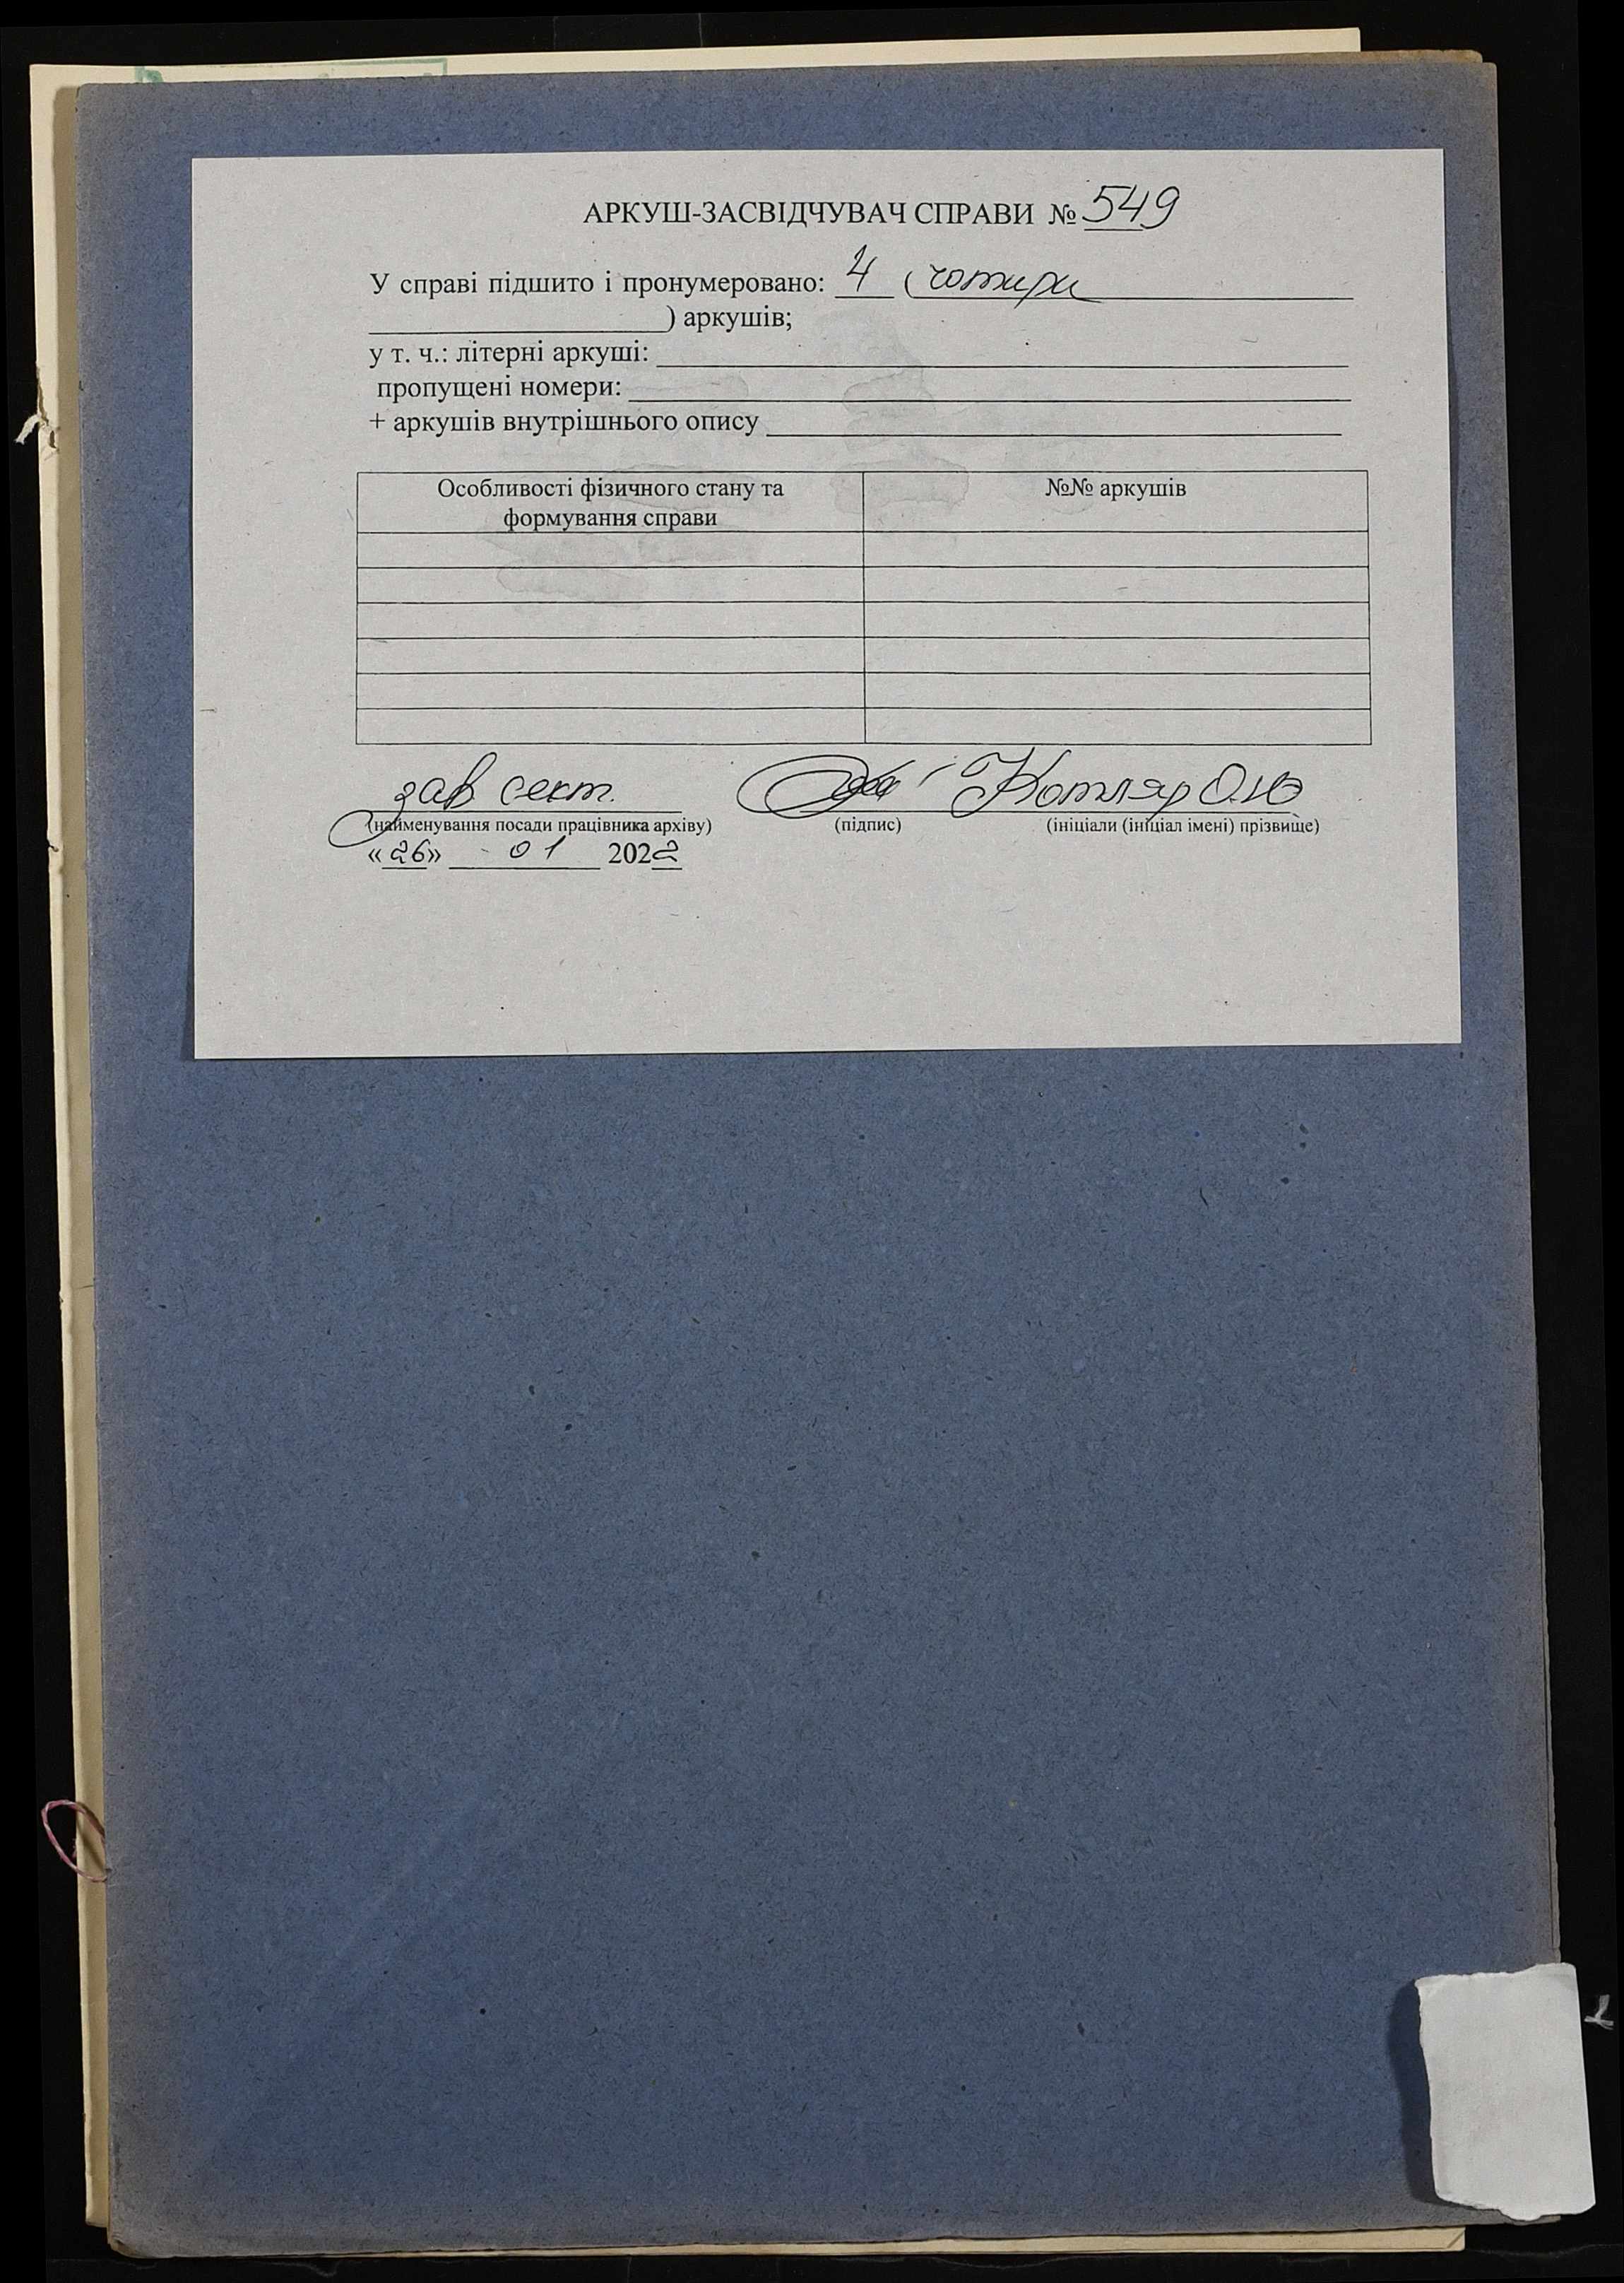 АРКУШ-ЗАСВІДЧУВАЧ СПРАВИ № 549
У справі підшито і пронумеровано: 4 (чотири
) аркушів;
у т. ч.: літерні аркуші:
пропущені номери:
+ аркушів внутрішнього опису
Особливості фізичного стану та формування справи
№№ аркушів
зав сект. Котляр О.Ю
(найменування посади працівника архіву) (підпис) (ініціали (ініціал імені) прізвище)
«26» 01 2022